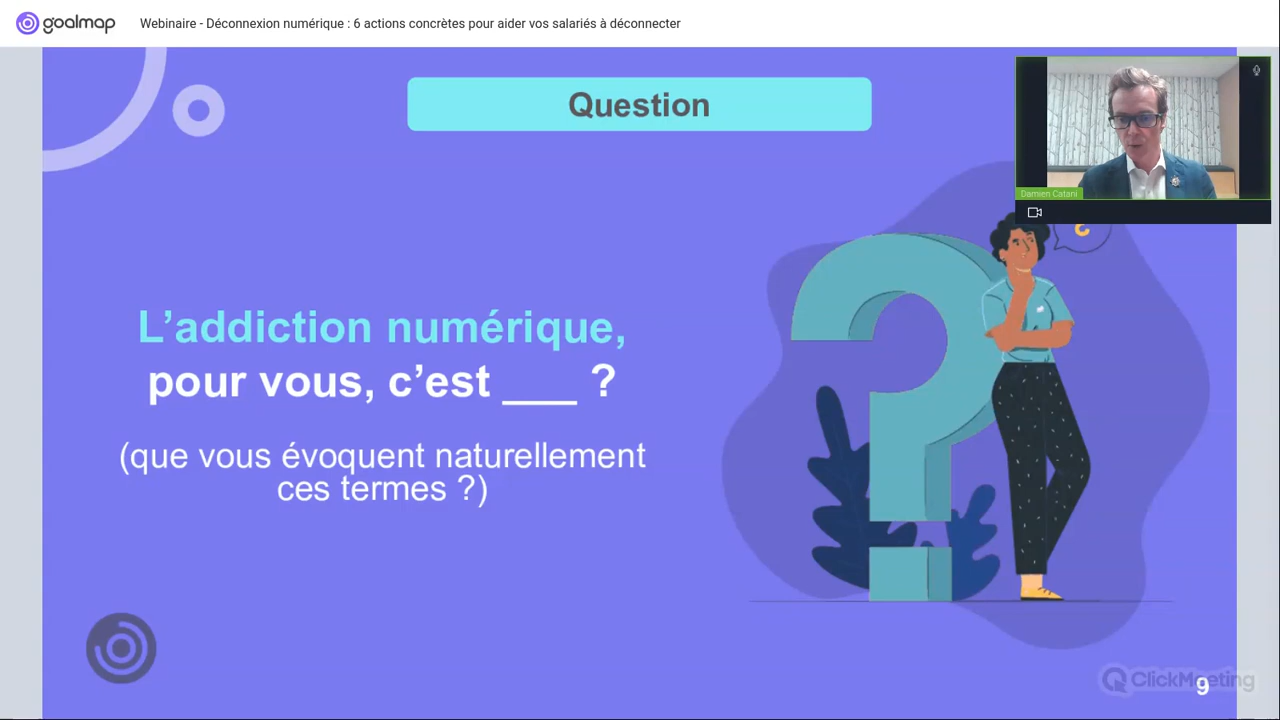 goalmap
Webinaire - Déconnexion numérique : 6 actions concrètes pour aider vos salariés à déconnecter
Question
Damien Catani
?
L’addiction numérique,
pour vous, c’est ___ ?
(que vous évoquent naturellement
ces termes ?)
ClickMeeting
9